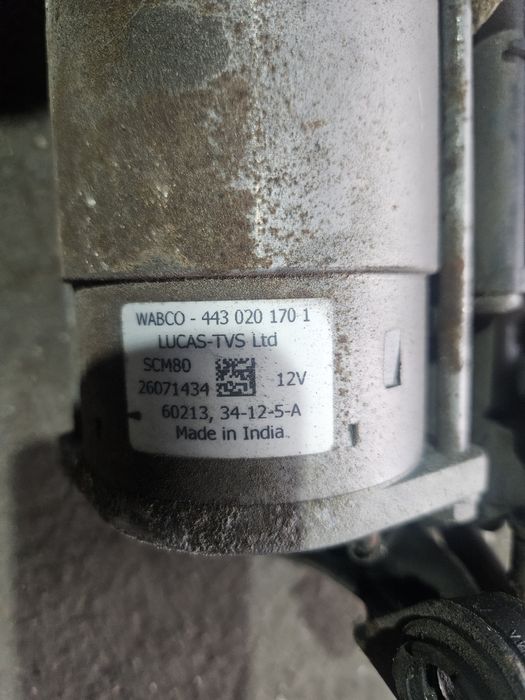 WABCO - 443 020 170 1
LUCAS-TVS Ltd
SCM80
26071434
12V
60213, 34-12-5-A
Made in India